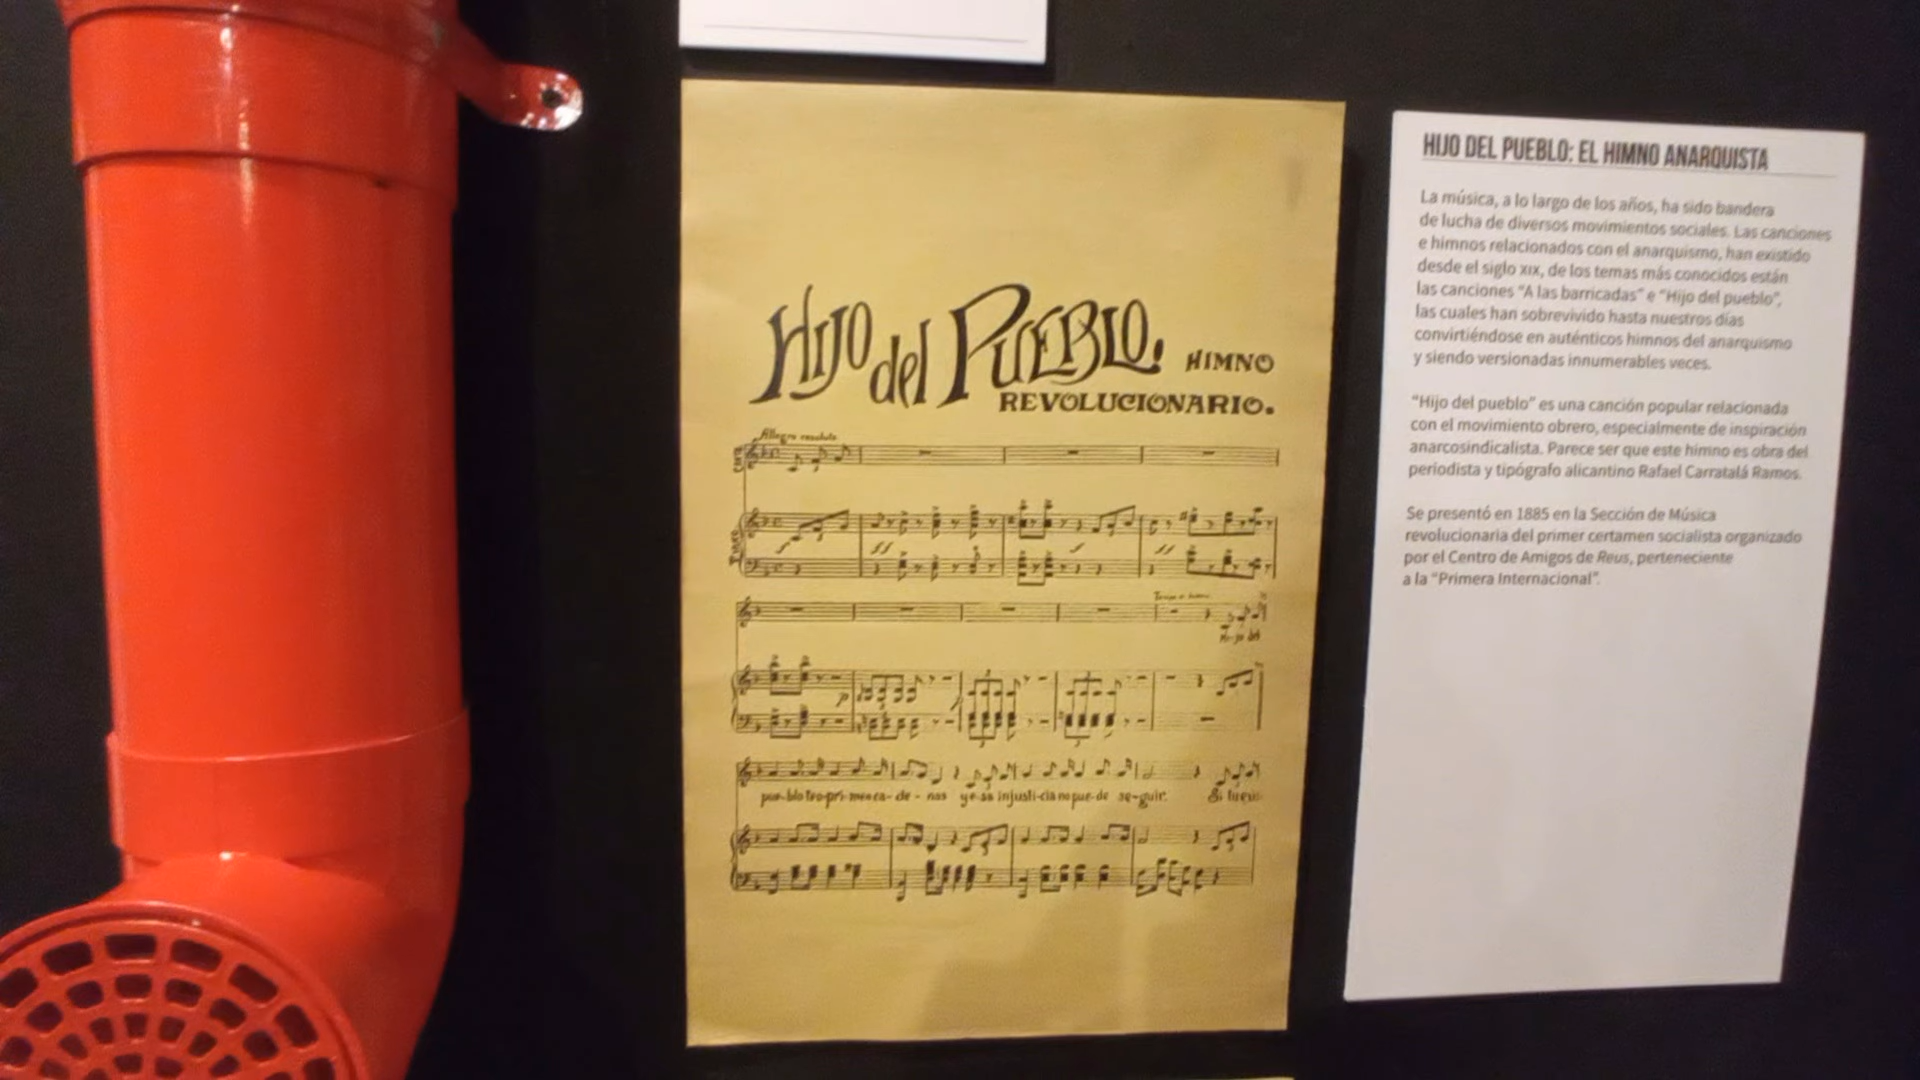 HIJO del PUEBLO. HIMNO
REVOLUCIONARIO.
Piano
Hi-jo del
pue-blo te o-pri-men ca-de-nas y e-sa injusti-cia no pue-de se-guir. Si tu
HIJO DEL PUEBLO: EL HIMNO ANARQUISTA
La música, a lo largo de los años, ha sido bandera
de lucha de diversos movimientos sociales. Las canciones
e himnos relacionados con el anarquismo, han existido
desde el siglo XIX, de los temas más conocidos están
las canciones “A las barricadas” e “Hijo del pueblo”,
las cuales han sobrevivido hasta nuestros días
convirtiéndose en auténticos himnos del anarquismo
y siendo versionadas innumerables veces.
“Hijo del pueblo” es una canción popular relacionada
con el movimiento obrero, especialmente de inspiración
anarcosindicalista. Parece ser que este himno es obra del
periodista y tipógrafo alicantino Rafael Carratalá Ramos.
Se presentó en 1885 en la Sección de Música
revolucionaria del primer certamen socialista organizado
por el Centro de Amigos de Reus, perteneciente
a la “Primera Internacional”.